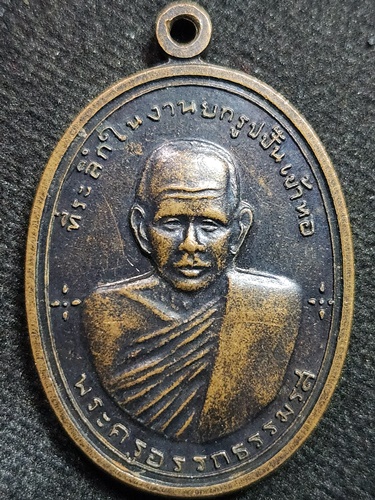 ที่ระลึกในงานยกรูปปั้นเข้าหอ
พระครูอรรถธรรมรส